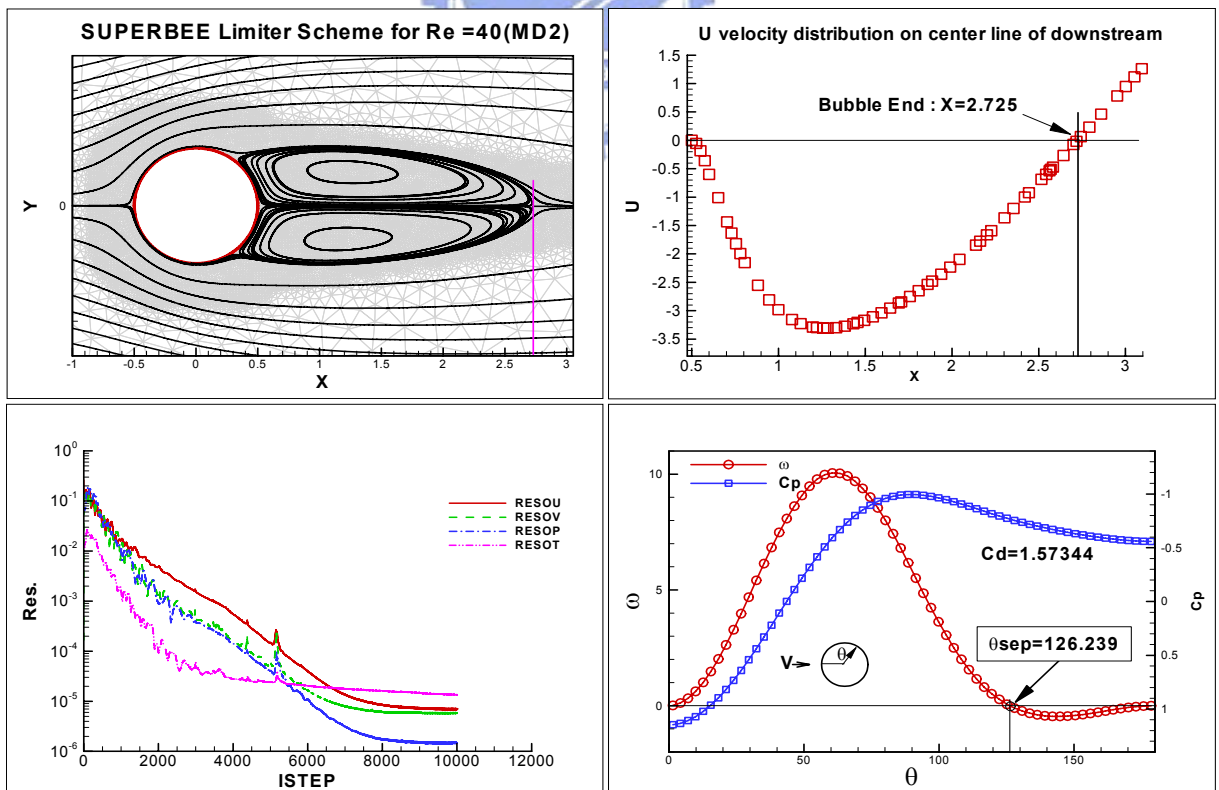 SUPERBEE Limiter Scheme for Re =40(MD2)
Y
0
-1 -0.5 0 0.5 1 1.5 2 2.5 3
X
U velocity distribution on center line of downstream
1.5
1
0.5
0
-0.5
-1
-1.5
-2
-2.5
-3
-3.5
U
Bubble End : X=2.725
0.5 1 1.5 2 2.5 3
X
10^0
10^-1
10^-2
10^-3
10^-4
10^-5
10^-6
Res.
RESOU
RESOV
RESOP
RESOT
0 2000 4000 6000 8000 10000 12000
ISTEP
ω
Cp
10
5
0
ω
-1
-0.5
0
0.5
1
Cp
Cd=1.57344
θsep=126.239
V
θ
0 50 100 150
θ